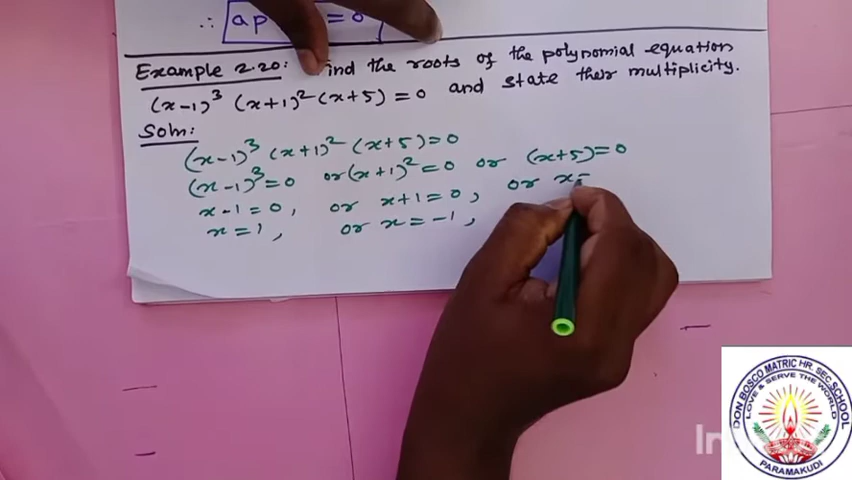 ∴ ap = 0
Example 2.20: Find the roots of the polynomial equation
(x-1)³ (x+1)² (x+5) = 0 and state their multiplicity.
Soln:
(x-1)³ (x+1)² (x+5) = 0
(x-1)³ = 0 or (x+1)² = 0 or (x+5) = 0
x-1 = 0, or x+1 = 0, or x=
x = 1, or x = -1,
DON BOSCO MATRIC HR. SEC. SCHOOL
LOVE & SERVE THE WORLD
PARAMAKUDI